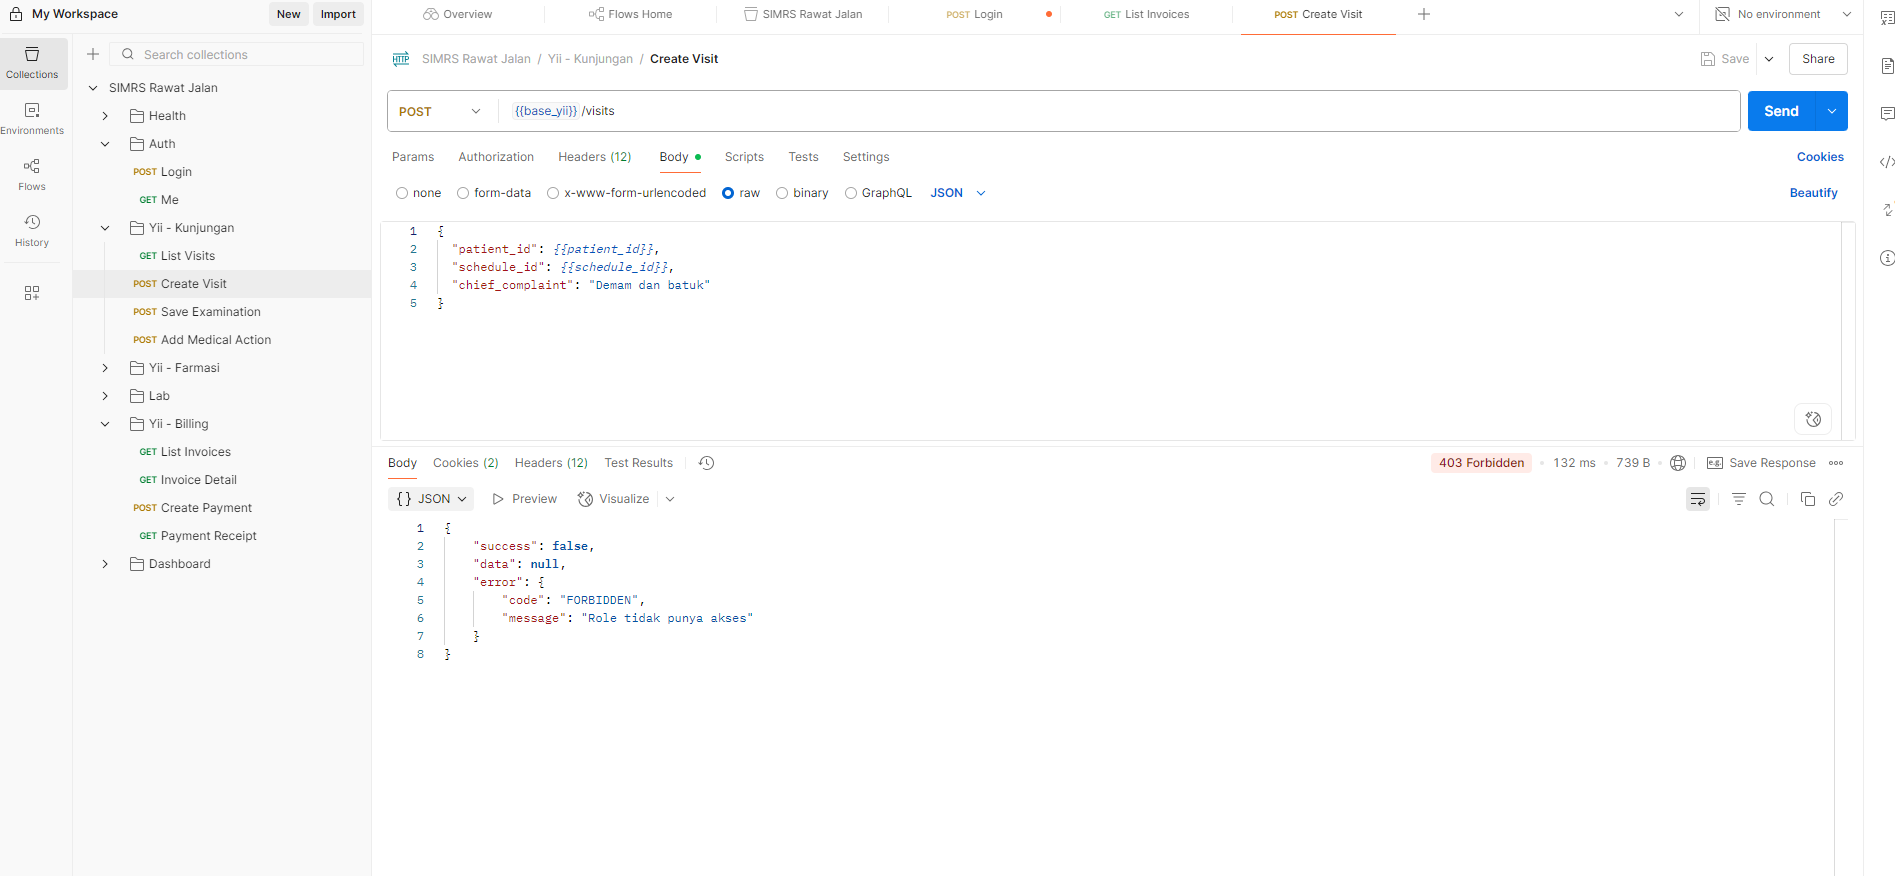 My Workspace
New
Import
Overview
Flows Home
SIMRS Rawat Jalan
POST Login
GET List Invoices
POST Create Visit
No environment
Collections
Environments
Flows
History
Search collections
SIMRS Rawat Jalan
Health
Auth
POST Login
GET Me
Yii - Kunjungan
GET List Visits
POST Create Visit
POST Save Examination
POST Add Medical Action
Yii - Farmasi
Lab
Yii - Billing
GET List Invoices
GET Invoice Detail
POST Create Payment
GET Payment Receipt
Dashboard
HTTP SIMRS Rawat Jalan / Yii - Kunjungan / Create Visit
Save
Share
POST {{base_yii}} /visits
Send
Params Authorization Headers (12) Body Scripts Tests Settings
Cookies
none form-data x-www-form-urlencoded raw binary GraphQL JSON
Beautify
1 {
2 "patient_id": {{patient_id}},
3 "schedule_id": {{schedule_id}},
4 "chief_complaint": "Demam dan batuk"
5 }
Body Cookies (2) Headers (12) Test Results
403 Forbidden 132 ms 739 B e.g. Save Response
{} JSON Preview Visualize
1 {
2 "success": false,
3 "data": null,
4 "error": {
5 "code": "FORBIDDEN",
6 "message": "Role tidak punya akses"
7 }
8 }